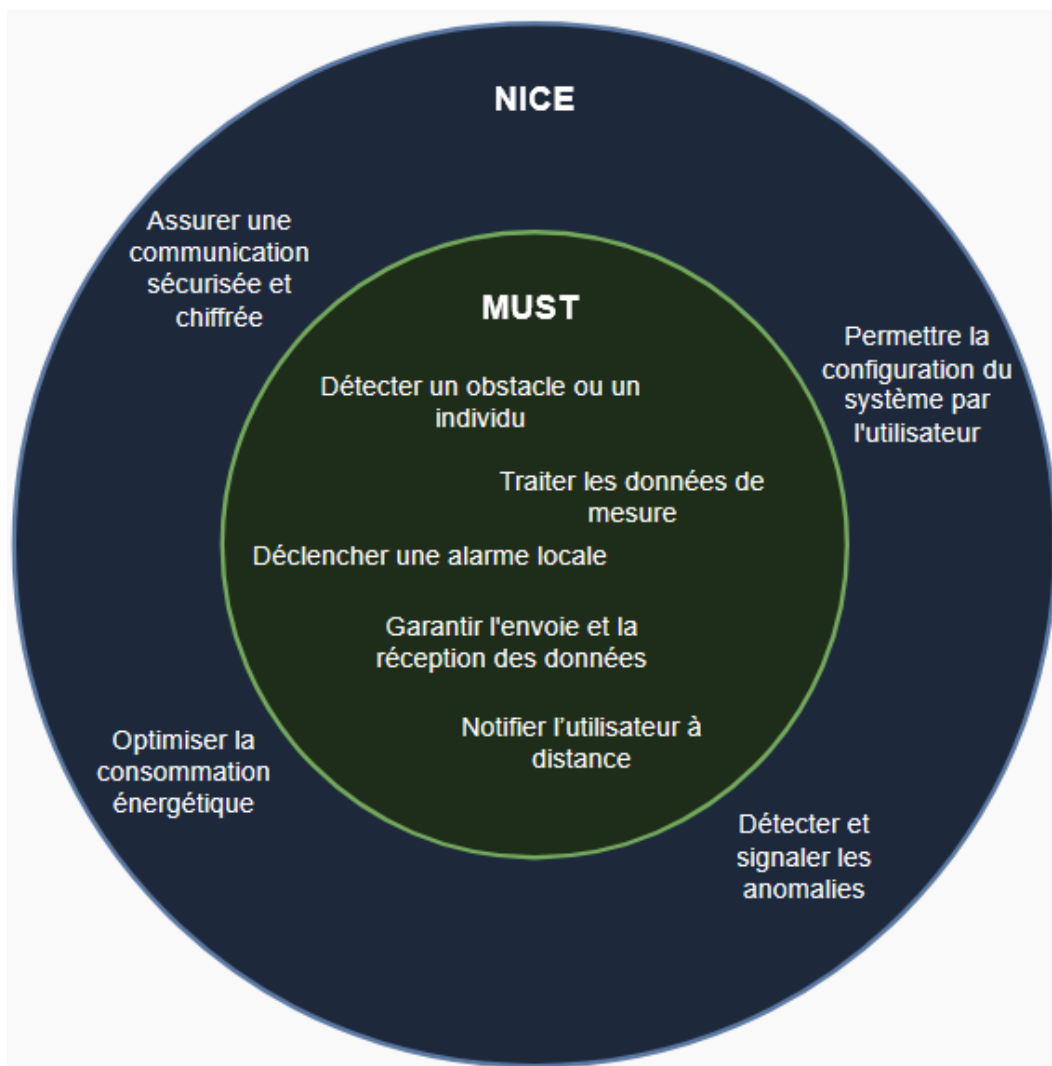 NICE
Assurer une
communication
sécurisée et
chiffrée
MUST
Permettre la
configuration du
système par
l'utilisateur
Détecter un obstacle ou un
individu
Traiter les données de
mesure
Déclencher une alarme locale
Garantir l'envoie et la
réception des données
Notifier l’utilisateur à
distance
Optimiser la
consommation
énergétique
Détecter et
signaler les
anomalies